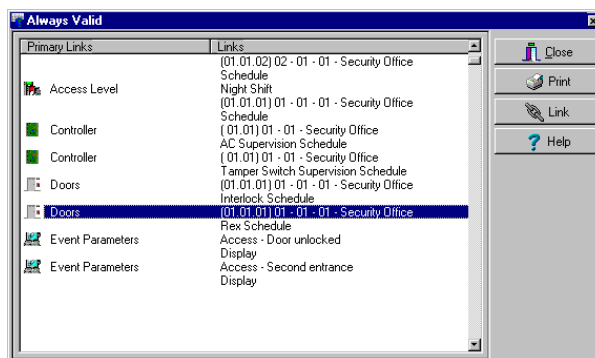 Always Valid
Primary Links Links
(01.01.02) 02 - 01 - 01 - Security Office
Schedule
Access Level Night Shift
(01.01.01) 01 - 01 - 01 - Security Office
Schedule
Controller ( 01.01) 01 - 01 - Security Office
AC Supervision Schedule
Controller ( 01.01) 01 - 01 - Security Office
Tamper Switch Supervision Schedule
Doors (01.01.01) 01 - 01 - 01 - Security Office
Interlock Schedule
Doors (01.01.01) 01 - 01 - 01 - Security Office
Rex Schedule
Event Parameters Access - Door unlocked
Display
Event Parameters Access - Second entrance
Display
Close
Print
Link
Help